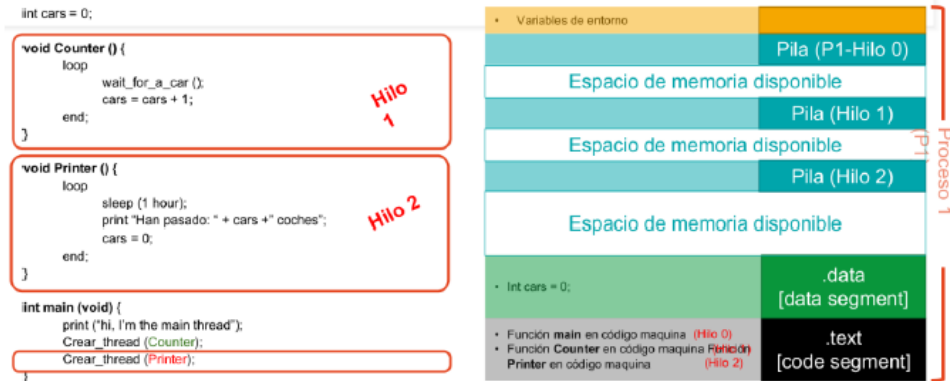 int cars = 0;
void Counter () {
loop
wait_for_a_car ();
cars = cars + 1;
end;
}
Hilo
1
void Printer () {
loop
sleep (1 hour);
print "Han pasado: " + cars +" coches";
cars = 0;
end;
}
Hilo 2
int main (void) {
print ("hi, I'm the main thread");
Crear_thread (Counter);
Crear_thread (Printer);
}
• Variables de entorno
Pila (P1-Hilo 0)
Espacio de memoria disponible
Pila (Hilo 1)
Espacio de memoria disponible
Pila (Hilo 2)
Espacio de memoria disponible
• Int cars = 0;
.data
[data segment]
• Función main en código maquina (Hilo 0)
• Función Counter en código maquina Función
Printer en código maquina (Hilo 2)
.text
[code segment]
Proceso 1
(P1)